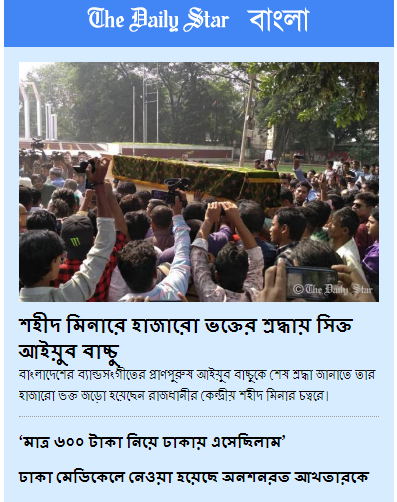 The Daily Star বাংলা
© The Daily Star
শহীদ মিনারে হাজারো ভক্তের শ্রদ্ধায় সিক্ত
আইয়ুব বাচ্চু
বাংলাদেশের ব্যান্ডসংগীতের প্রাণপুরুষ আইয়ুব বাচ্চুকে শেষ শ্রদ্ধা জানাতে তার
হাজারো ভক্ত জড়ো হয়েছেন রাজধানীর কেন্দ্রীয় শহীদ মিনার চত্বরে।
‘মাত্র ৬০০ টাকা নিয়ে ঢাকায় এসেছিলাম’
ঢাকা মেডিকেলে নেওয়া হয়েছে অনশনরত আখতারকে